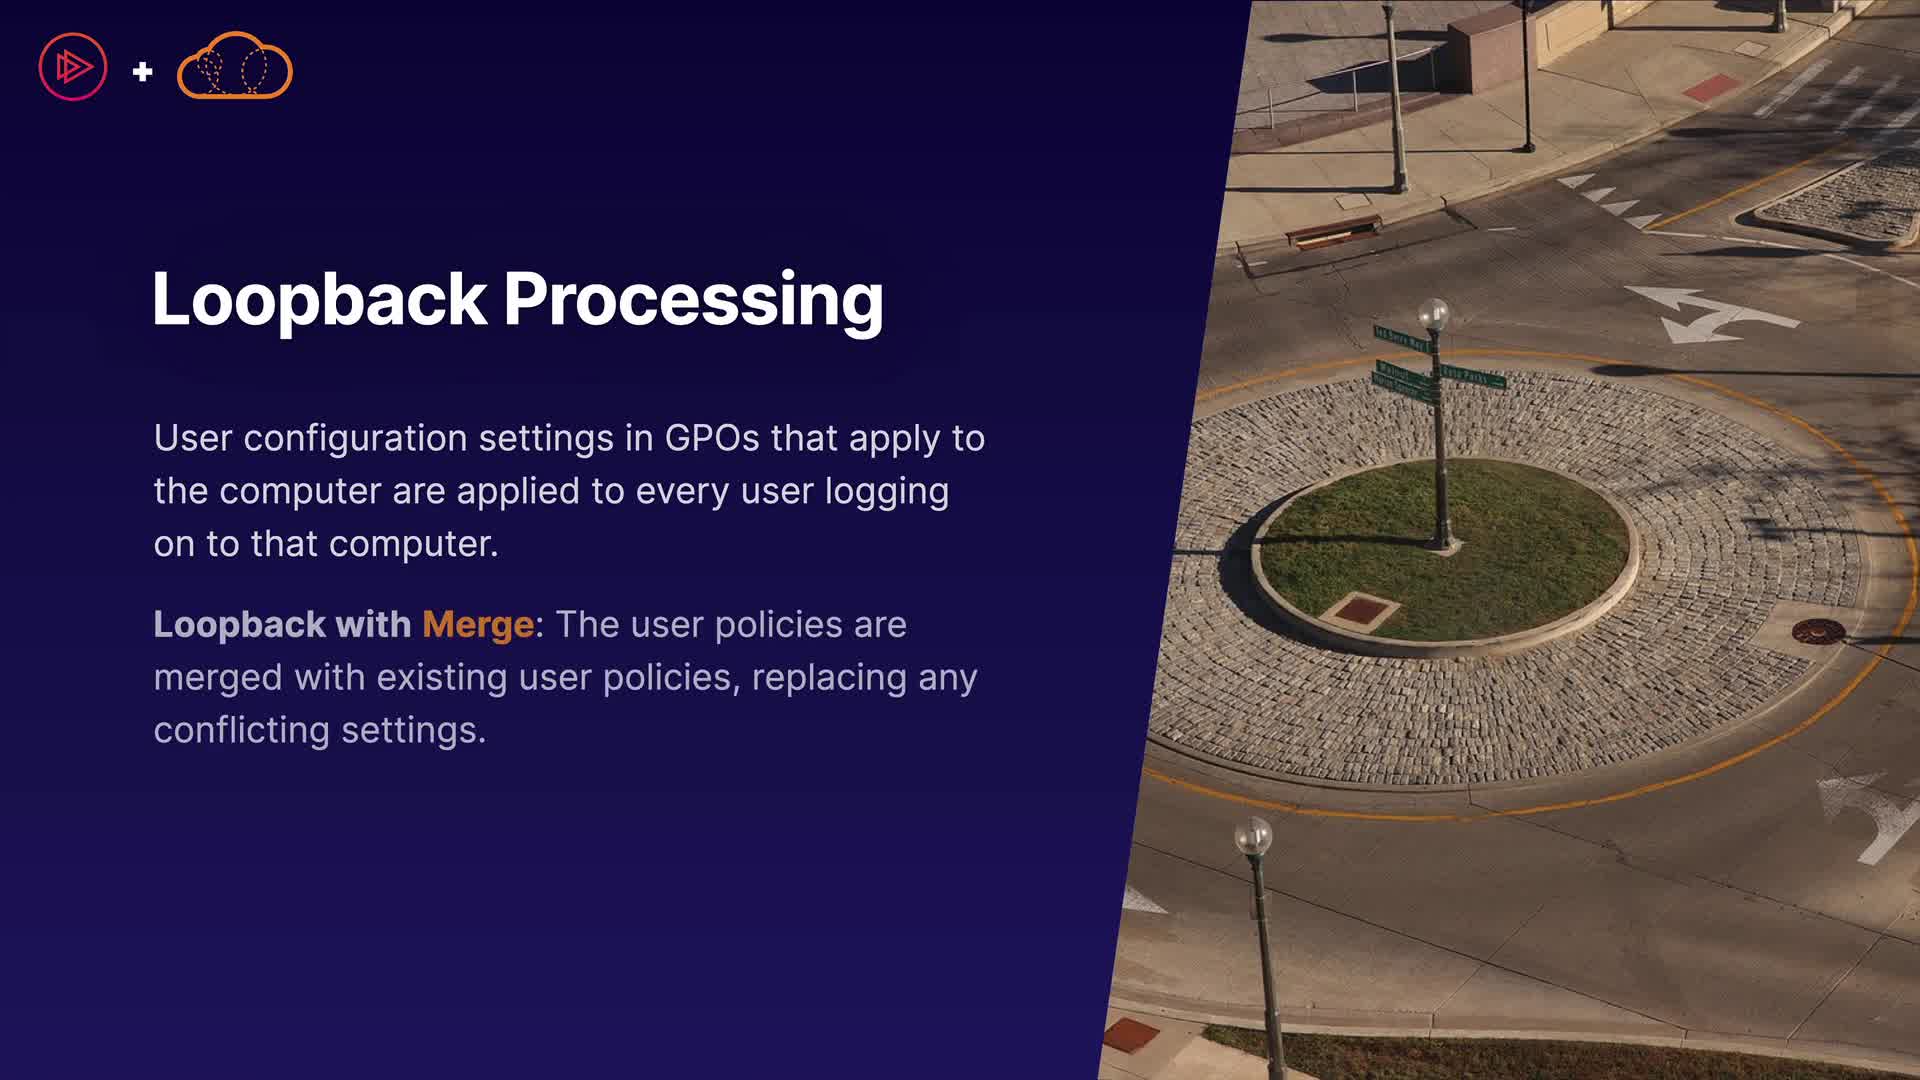 Loopback Processing
User configuration settings in GPOs that apply to
the computer are applied to every user logging
on to that computer.
Loopback with Merge: The user policies are
merged with existing user policies, replacing any
conflicting settings.
Walnut